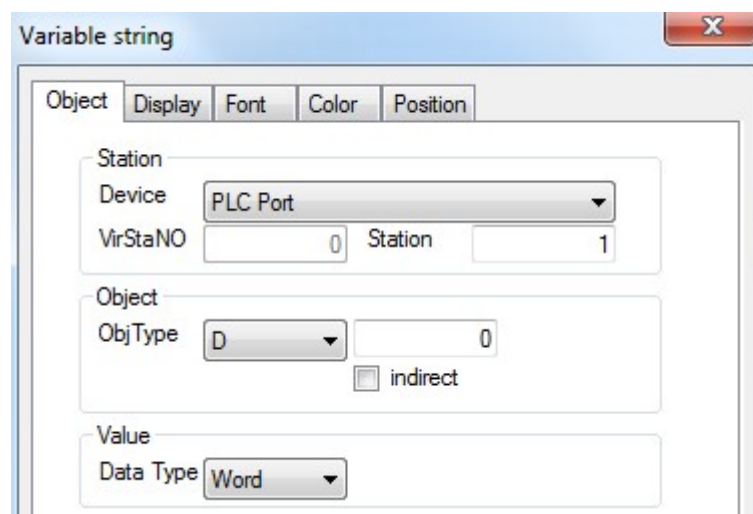 Variable string
Object Display Font Color Position
Station
Device PLC Port
VirStaNO 0 Station 1
Object
ObjType D 0
indirect
Value
Data Type Word